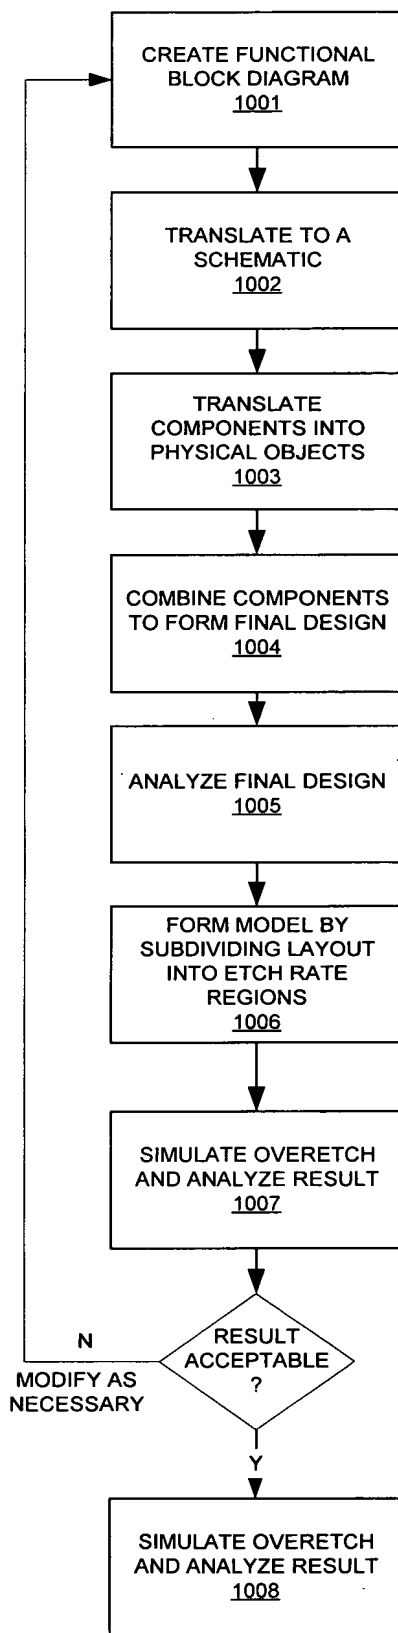 CREATE FUNCTIONAL
BLOCK DIAGRAM
1001
TRANSLATE TO A
SCHEMATIC
1002
TRANSLATE
COMPONENTS INTO
PHYSICAL OBJECTS
1003
COMBINE COMPONENTS
TO FORM FINAL DESIGN
1004
ANALYZE FINAL DESIGN
1005
FORM MODEL BY
SUBDIVIDING LAYOUT
INTO ETCH RATE
REGIONS
1006
SIMULATE OVERETCH
AND ANALYZE RESULT
1007
RESULT
ACCEPTABLE
?
N
MODIFY AS
NECESSARY
Y
SIMULATE OVERETCH
AND ANALYZE RESULT
1008